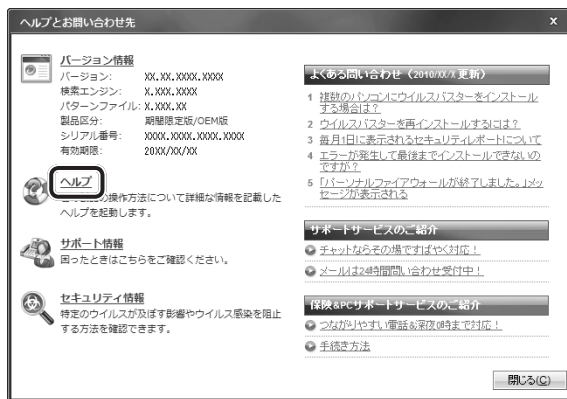 ヘルプとお問い合わせ先
x
バージョン情報
バージョン: XX.XX.XXXX.XXXX
検索エンジン: X.XXX.XXXX
パターンファイル: X.XXX.XX
製品区分: 期間限定版/OEM版
シリアル番号: XXXX.XXXX.XXXX.XXXX
有効期限: 20XX/XX/XX
ヘルプ
の操作方法について詳細な情報を記載した
ヘルプを起動します。
サポート情報
困ったときはこちらをご確認ください。
セキュリティ情報
特定のウイルスが及ぼす影響やウイルス感染を阻止
する方法を確認できます。
よくある問い合わせ（2010/XX/X更新）
1 複数のパソコンにウイルスバスターをインストール
する場合は？
2 ウイルスバスターを再インストールするには？
3 毎月1日に表示されるセキュリティレポートについて
4 エラーが発生して最後までインストールできないの
ですが？
5 「パーソナルファイアウォールが終了しました。」メッ
セージが表示される
サポートサービスのご紹介
チャットならその場ですばやく対応！
メールは24時間問い合わせ受付中！
保険&PCサポートサービスのご紹介
つながりやすい電話&深夜0時まで対応！
手続き方法
閉じる(C)